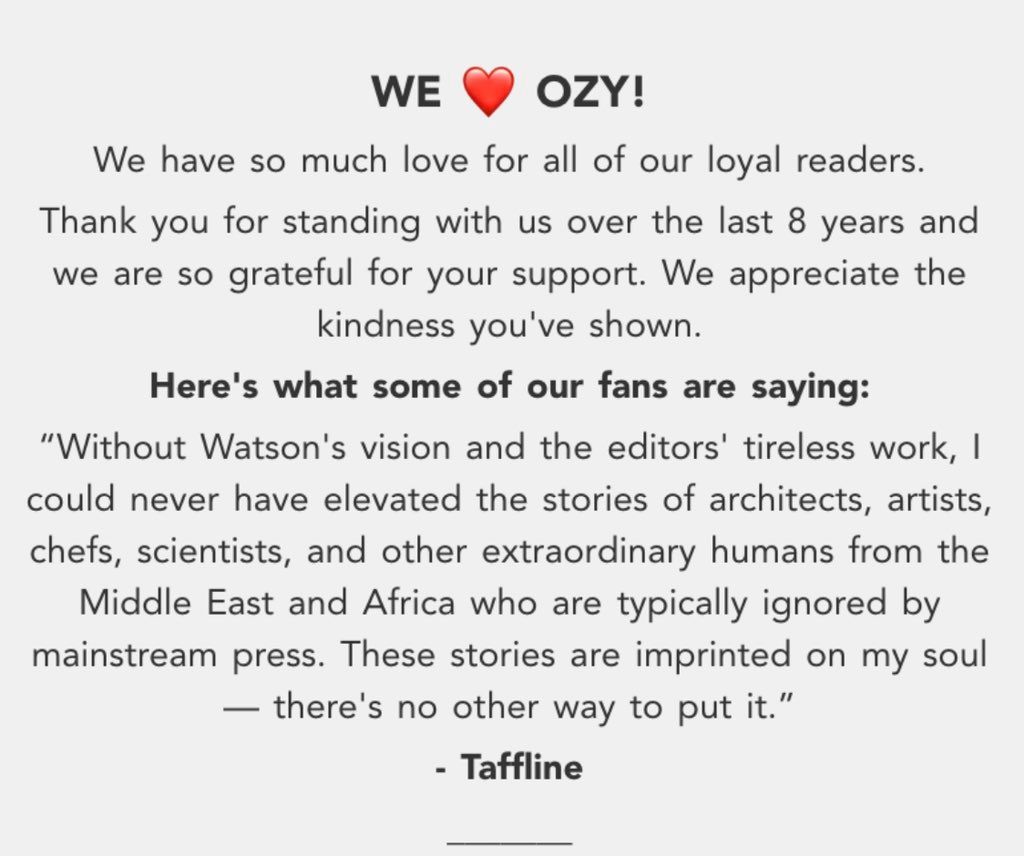 WE ❤️ OZY!
We have so much love for all of our loyal readers.
Thank you for standing with us over the last 8 years and
we are so grateful for your support. We appreciate the
kindness you've shown.
Here's what some of our fans are saying:
“Without Watson's vision and the editors' tireless work, I
could never have elevated the stories of architects, artists,
chefs, scientists, and other extraordinary humans from the
Middle East and Africa who are typically ignored by
mainstream press. These stories are imprinted on my soul
— there's no other way to put it.”
- Taffline